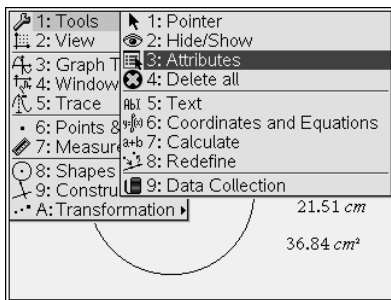 1: Tools
2: View
3: Graph T
4: Window
5: Trace
6: Points &
7: Measur
8: Shapes
9: Constru
A: Transformation
1: Pointer
2: Hide/Show
3: Attributes
4: Delete all
5: Text
6: Coordinates and Equations
7: Calculate
8: Redefine
9: Data Collection
21.51 cm
36.84 cm²